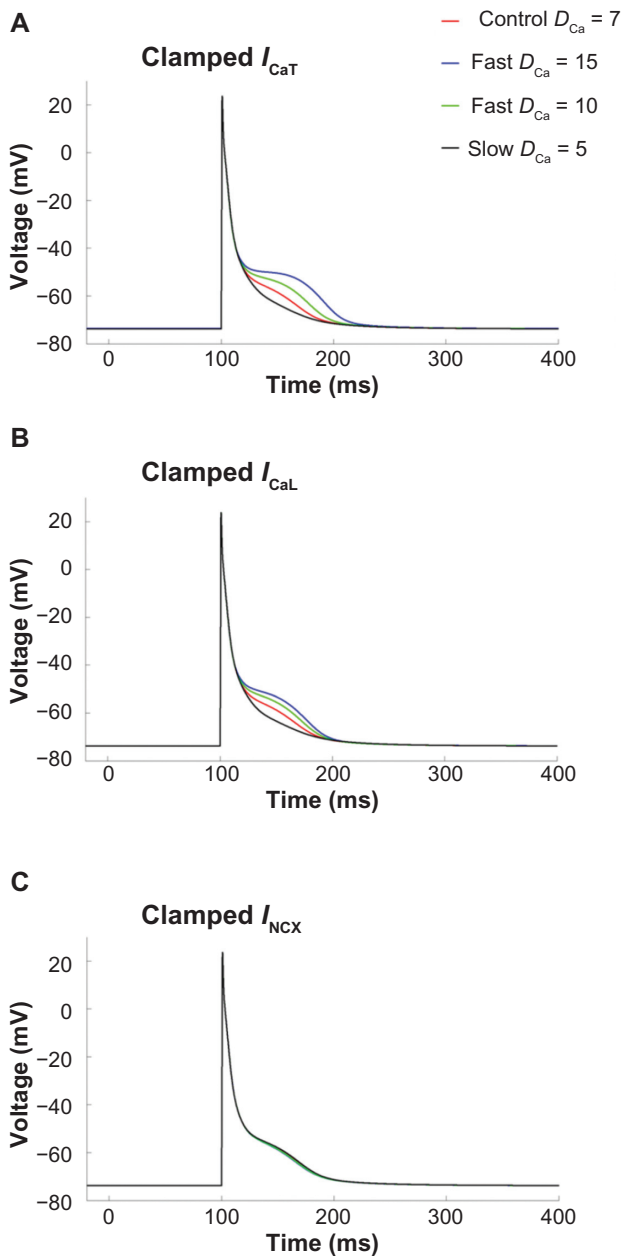 A
Control D_Ca = 7
Fast D_Ca = 15
Fast D_Ca = 10
Slow D_Ca = 5
Clamped I_CaT
Voltage (mV)
20
0
−20
−40
−60
−80
0 100 200 300 400
Time (ms)
B
Clamped I_CaL
Voltage (mV)
20
0
−20
−40
−60
−80
0 100 200 300 400
Time (ms)
C
Clamped I_NCX
Voltage (mV)
20
0
−20
−40
−60
−80
0 100 200 300 400
Time (ms)